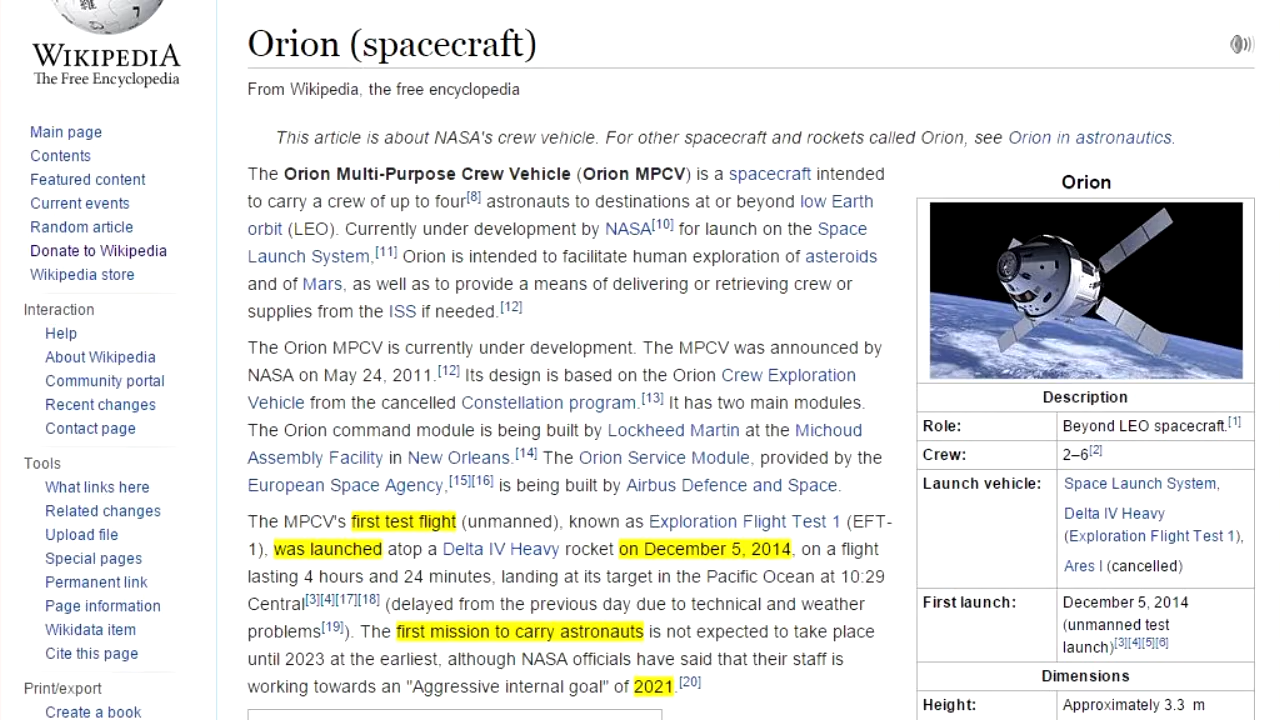 WIKIPEDIA
The Free Encyclopedia
Main page
Contents
Featured content
Current events
Random article
Donate to Wikipedia
Wikipedia store
Interaction
Help
About Wikipedia
Community portal
Recent changes
Contact page
Tools
What links here
Related changes
Upload file
Special pages
Permanent link
Page information
Wikidata item
Cite this page
Print/export
Create a book
Orion (spacecraft)
From Wikipedia, the free encyclopedia
This article is about NASA's crew vehicle. For other spacecraft and rockets called Orion, see Orion in astronautics.
The Orion Multi-Purpose Crew Vehicle (Orion MPCV) is a spacecraft intended
to carry a crew of up to four[8] astronauts to destinations at or beyond low Earth
orbit (LEO). Currently under development by NASA[10] for launch on the Space
Launch System,[11] Orion is intended to facilitate human exploration of asteroids
and of Mars, as well as to provide a means of delivering or retrieving crew or
supplies from the ISS if needed.[12]
The Orion MPCV is currently under development. The MPCV was announced by
NASA on May 24, 2011.[12] Its design is based on the Orion Crew Exploration
Vehicle from the cancelled Constellation program.[13] It has two main modules.
The Orion command module is being built by Lockheed Martin at the Michoud
Assembly Facility in New Orleans.[14] The Orion Service Module, provided by the
European Space Agency,[15][16] is being built by Airbus Defence and Space.
The MPCV's first test flight (unmanned), known as Exploration Flight Test 1 (EFT-
1), was launched atop a Delta IV Heavy rocket on December 5, 2014, on a flight
lasting 4 hours and 24 minutes, landing at its target in the Pacific Ocean at 10:29
Central[3][4][17][18] (delayed from the previous day due to technical and weather
problems[19]). The first mission to carry astronauts is not expected to take place
until 2023 at the earliest, although NASA officials have said that their staff is
working towards an "Aggressive internal goal" of 2021.[20]
Orion
Description
Role: Beyond LEO spacecraft.[1]
Crew: 2–6[2]
Launch vehicle: Space Launch System,
Delta IV Heavy
(Exploration Flight Test 1),
Ares I (cancelled)
First launch: December 5, 2014
(unmanned test
launch)[3][4][5][6]
Dimensions
Height: Approximately 3.3 m